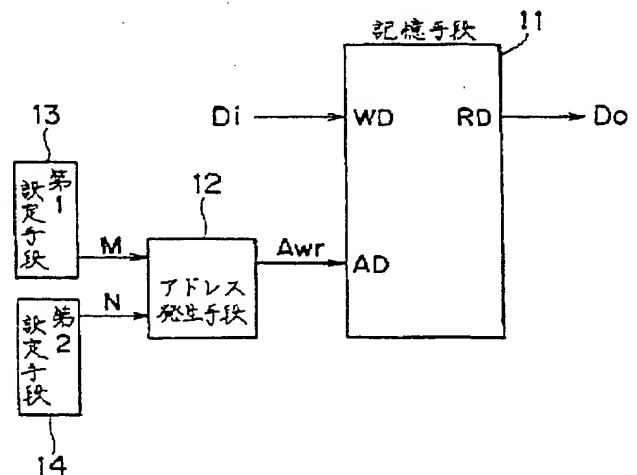 記憶手段
11
Di
WD
RD
Do
13
第1
設定手段
M
12
アドレス
発生手段
Awr
AD
N
第2
設定手段
14